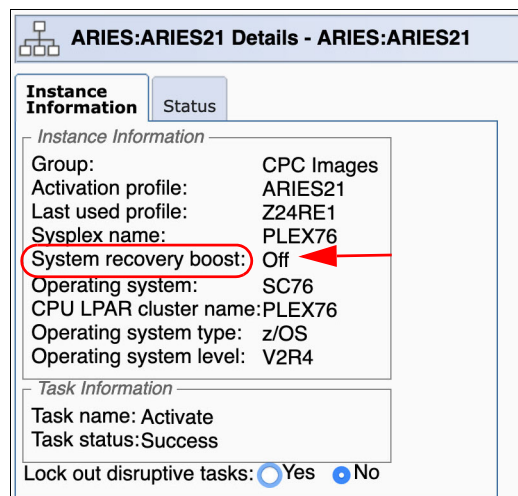 ARIES:ARIES21 Details - ARIES:ARIES21
Instance
Information
Status
Instance Information
Group: CPC Images
Activation profile: ARIES21
Last used profile: Z24RE1
Sysplex name: PLEX76
System recovery boost: Off
Operating system: SC76
CPU LPAR cluster name:PLEX76
Operating system type: z/OS
Operating system level: V2R4
Task Information
Task name: Activate
Task status:Success
Lock out disruptive tasks: Yes No